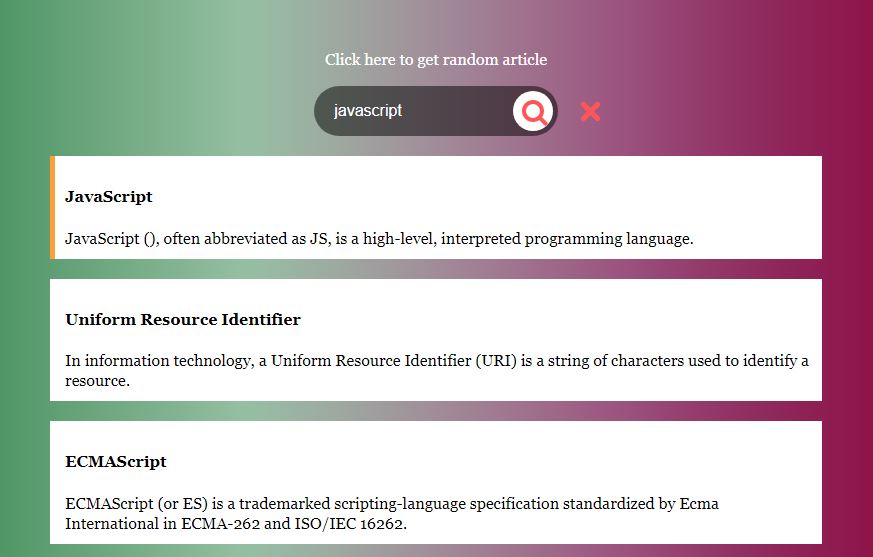 Click here to get random article
javascript
JavaScript
JavaScript (), often abbreviated as JS, is a high-level, interpreted programming language.
Uniform Resource Identifier
In information technology, a Uniform Resource Identifier (URI) is a string of characters used to identify a
resource.
ECMAScript
ECMAScript (or ES) is a trademarked scripting-language specification standardized by Ecma
International in ECMA-262 and ISO/IEC 16262.